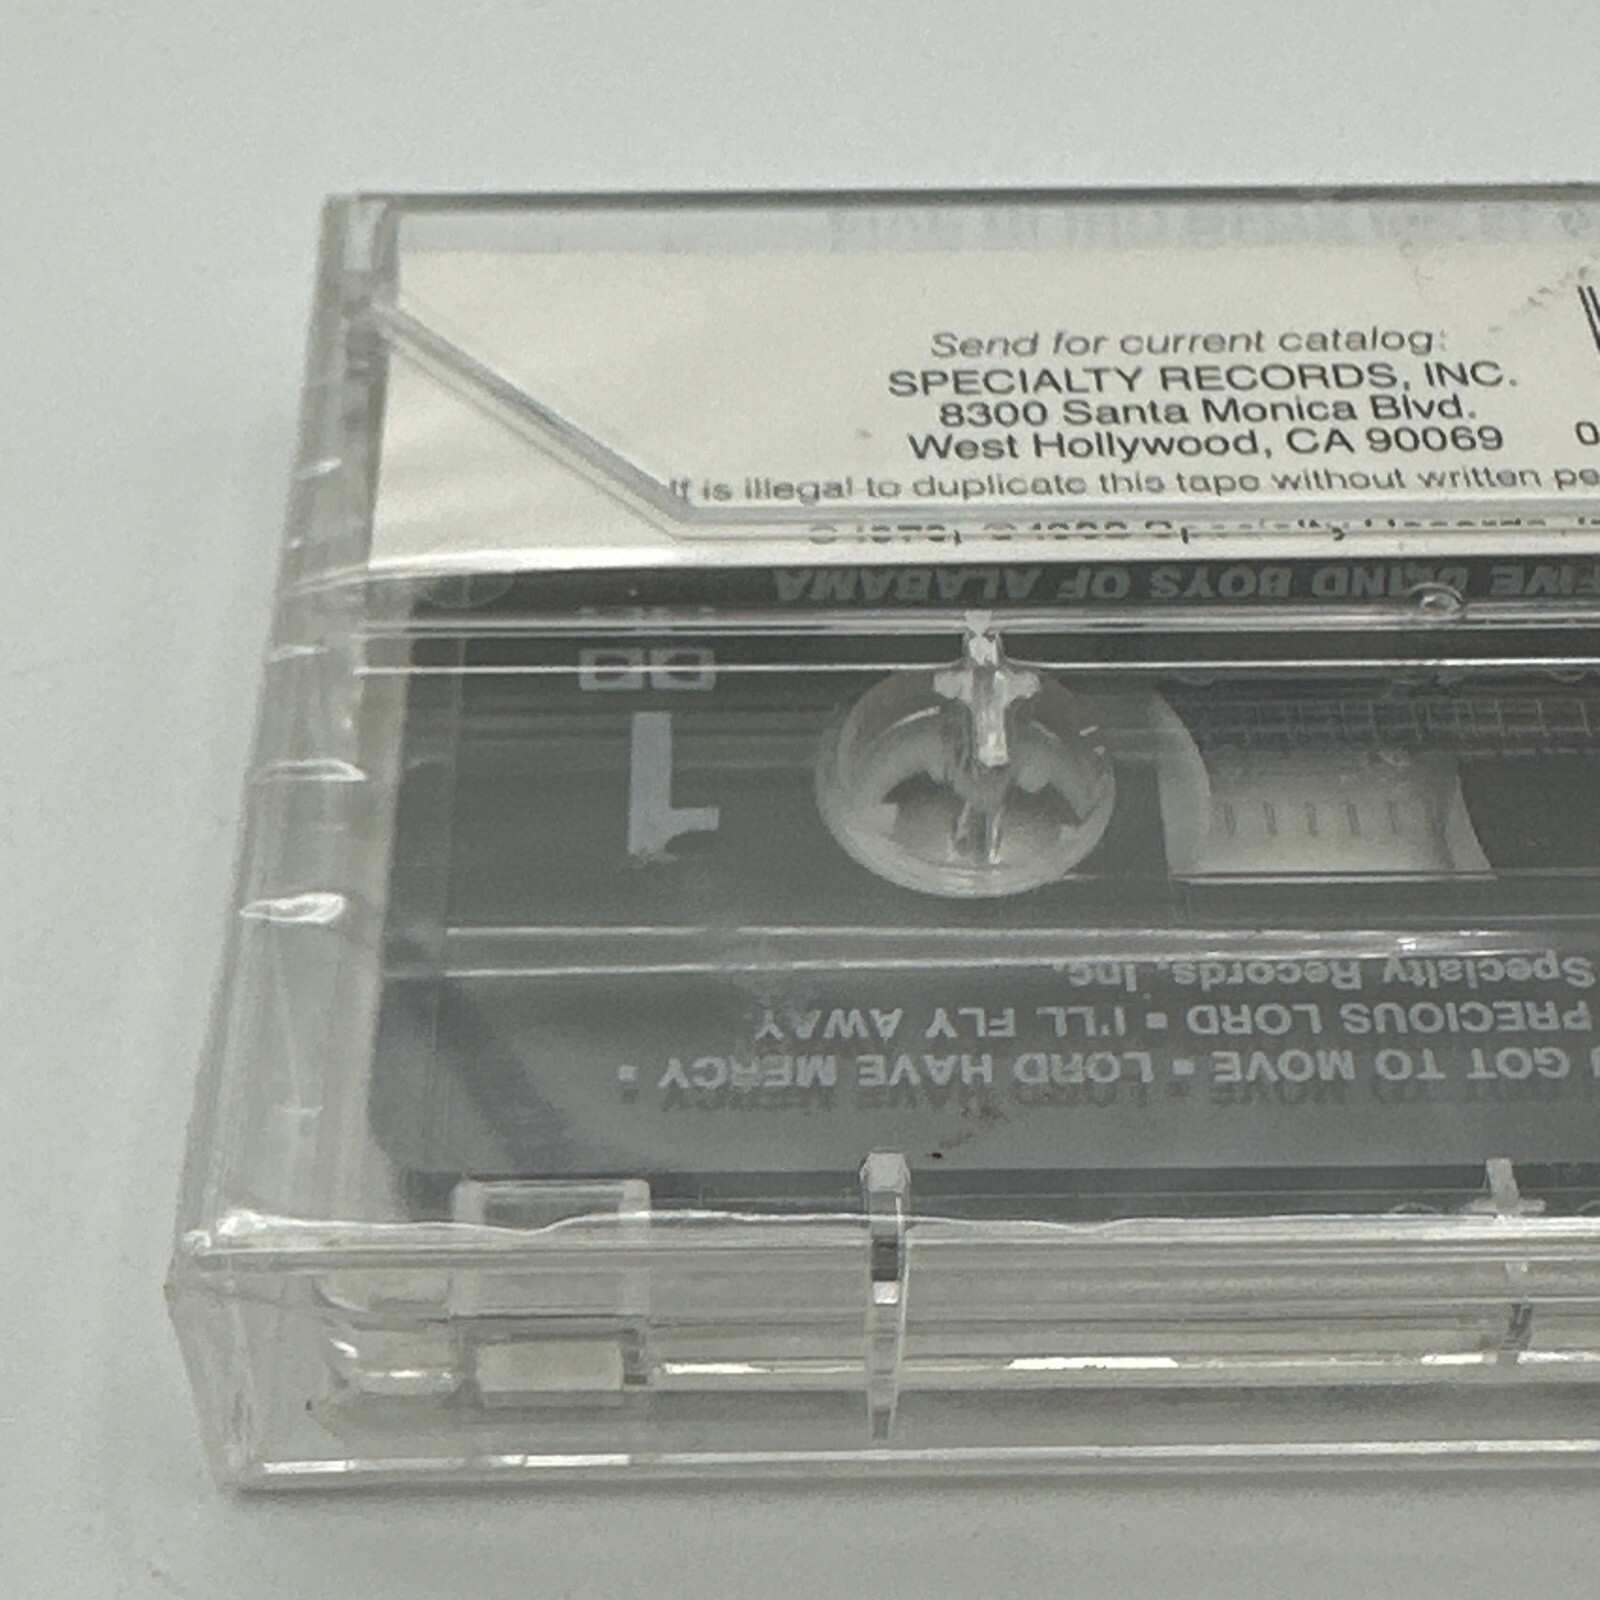 Send for current catalog:
SPECIALTY RECORDS, INC.
8300 Santa Monica Blvd.
West Hollywood, CA 90069
0
It is illegal to duplicate this tape without written
FIVE BLIND BOYS OF ALABAMA
1
GOT TO MOVE • LORD HAVE MERCY •
PRECIOUS LORD • I'LL FLY AWAY
Specialty Records, Inc.